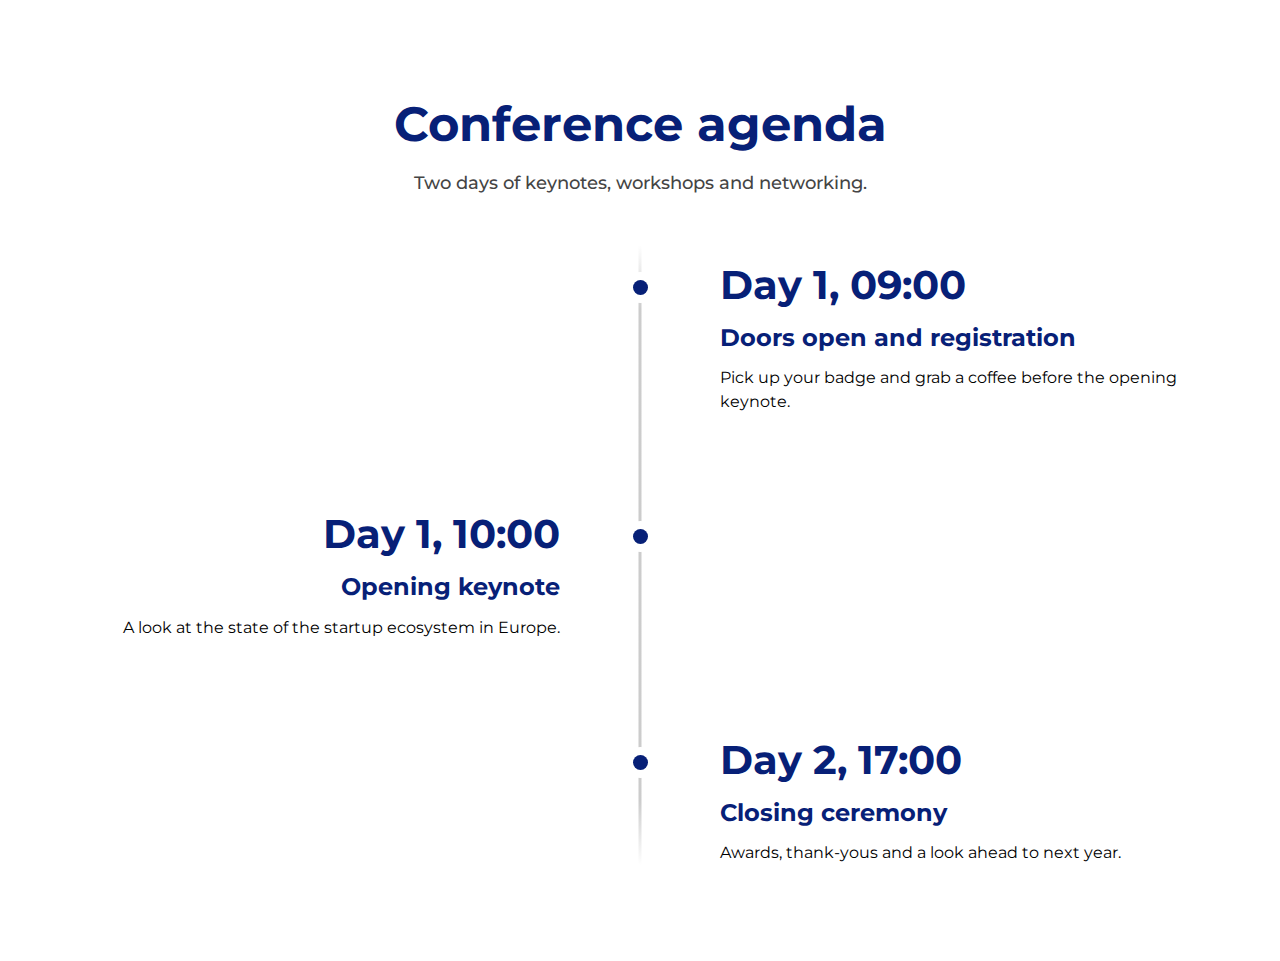 Conference agenda
Two days of keynotes, workshops and networking.
Day 1, 09:00
Doors open and registration
Pick up your badge and grab a coffee before the opening
keynote.
Day 1, 10:00
Opening keynote
A look at the state of the startup ecosystem in Europe.
Day 2, 17:00
Closing ceremony
Awards, thank-yous and a look ahead to next year.